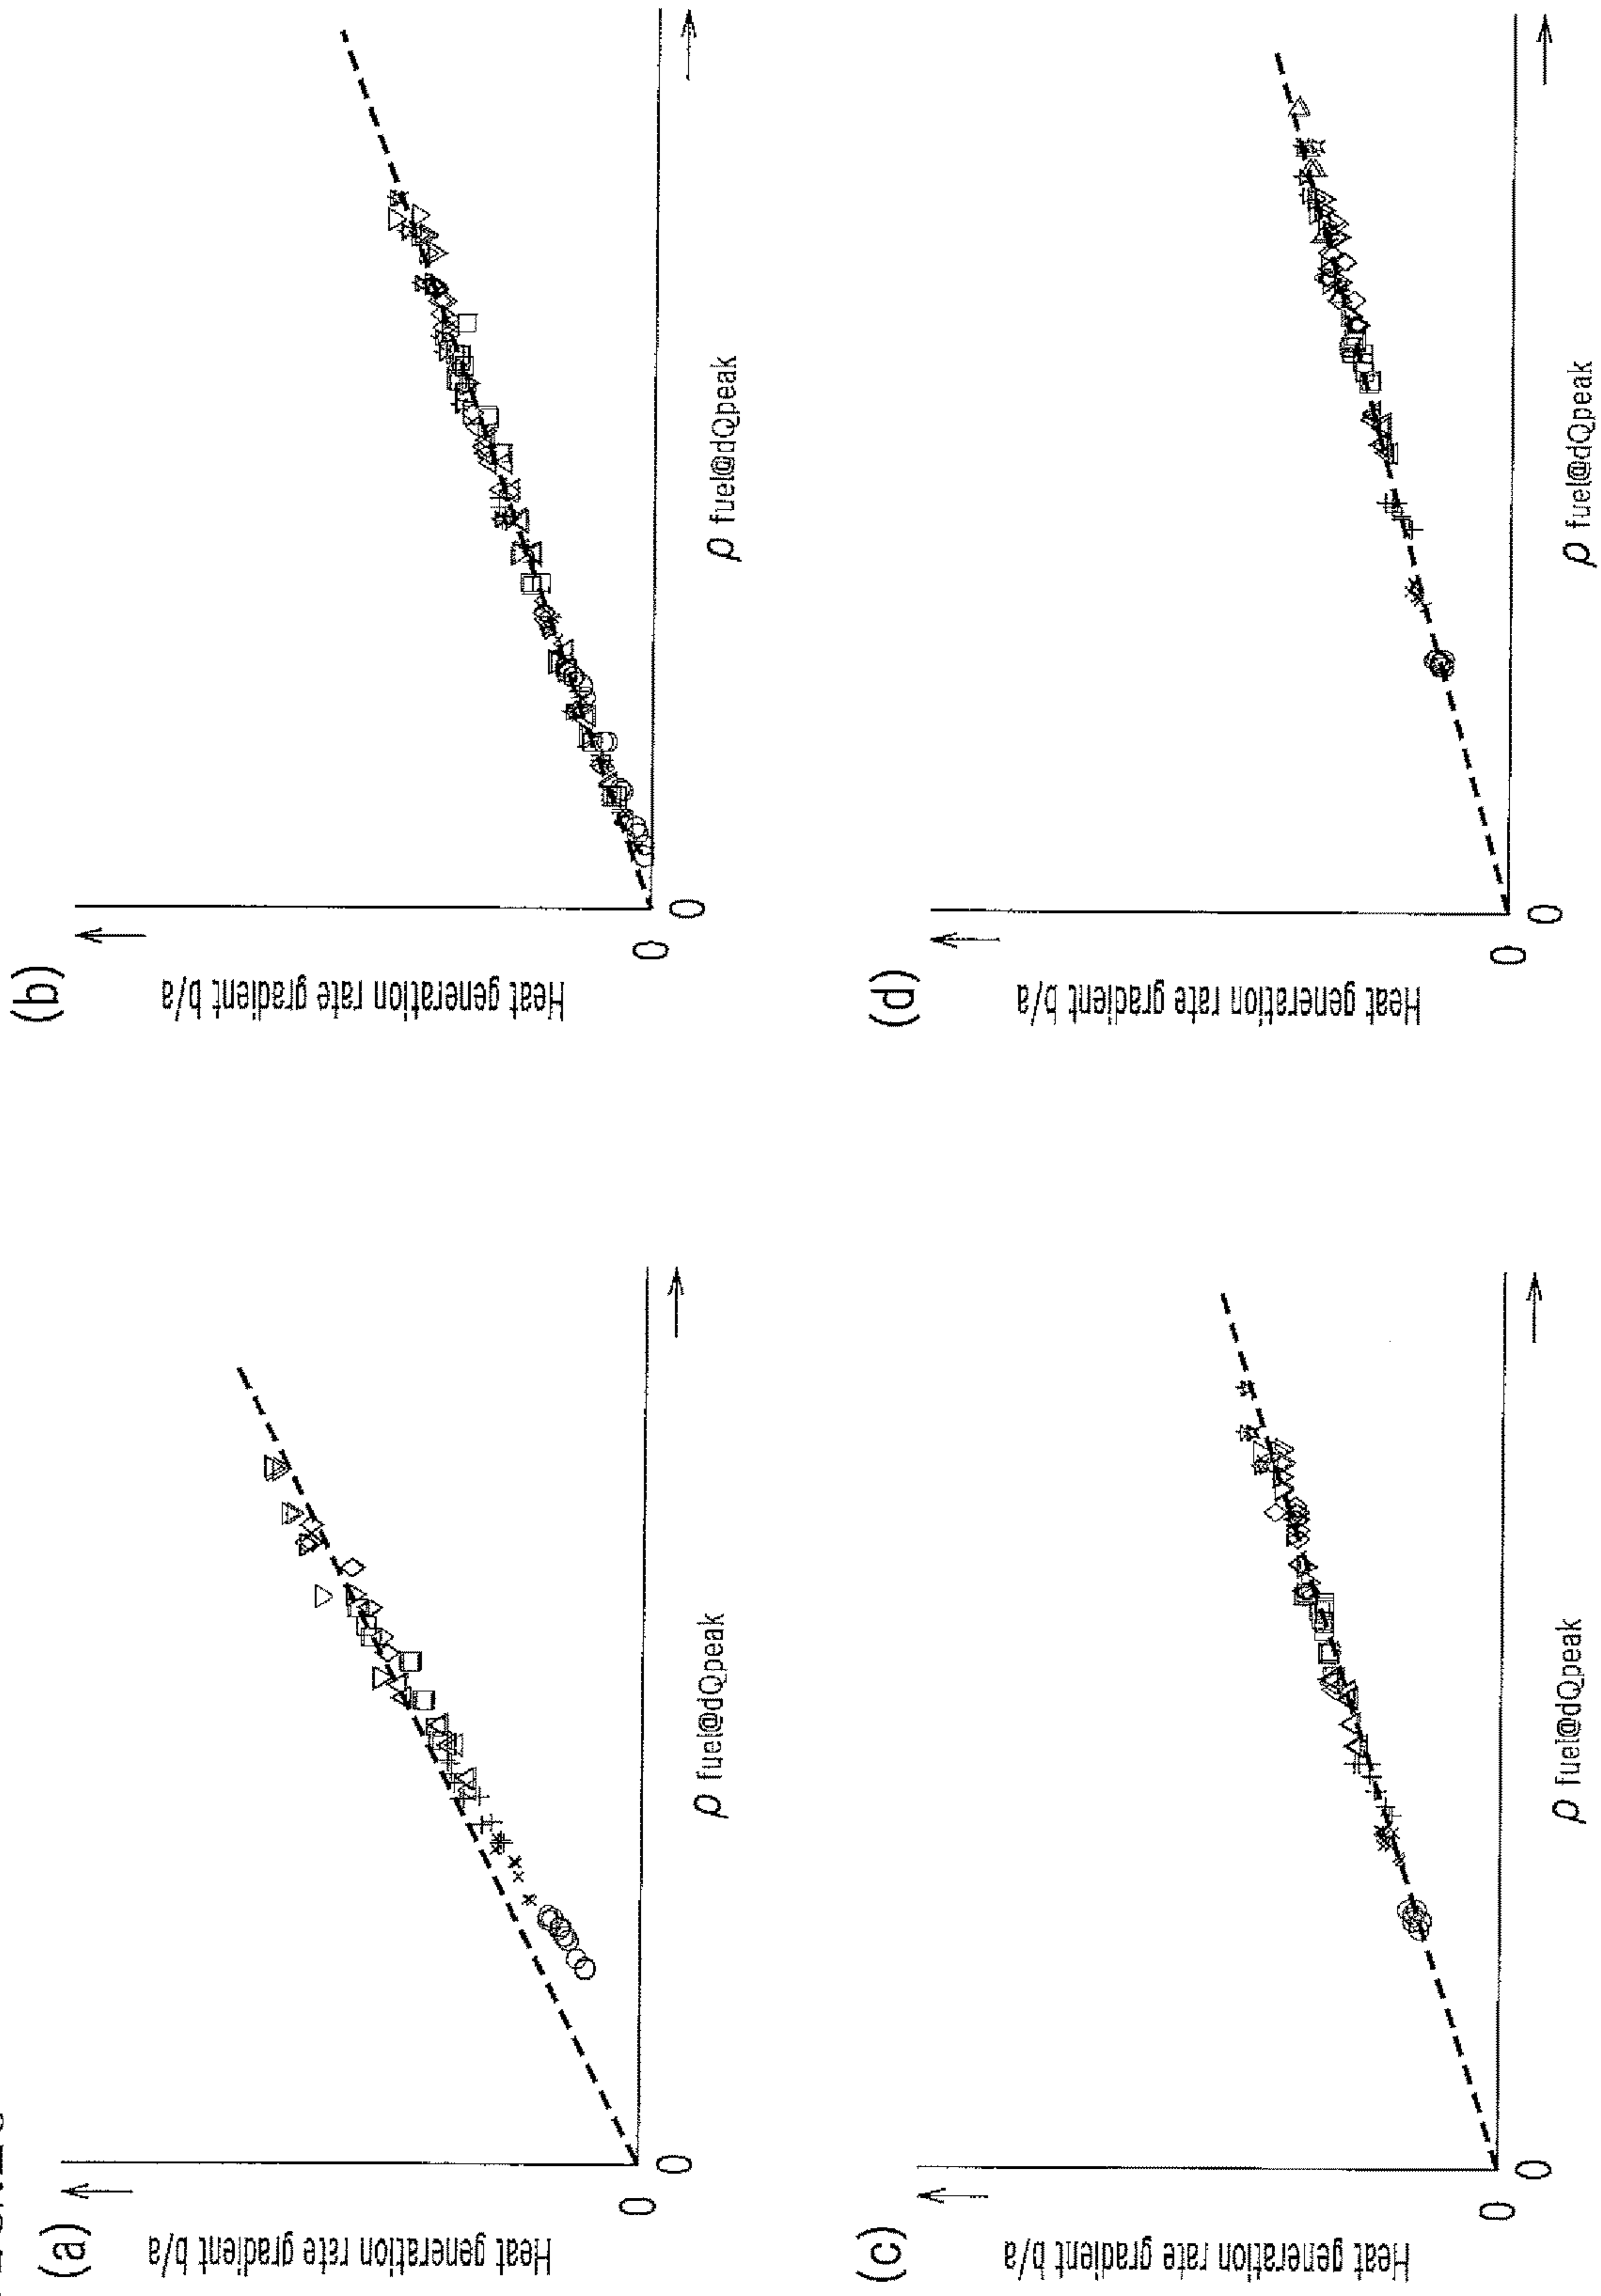 (a)
Heat generation rate gradient b/a
0
0
ρ fuel@dQpeak
(b)
Heat generation rate gradient b/a
0
0
ρ fuel@dQpeak
(c)
Heat generation rate gradient b/a
0
0
ρ fuel@dQpeak
(d)
Heat generation rate gradient b/a
0
0
ρ fuel@dQpeak